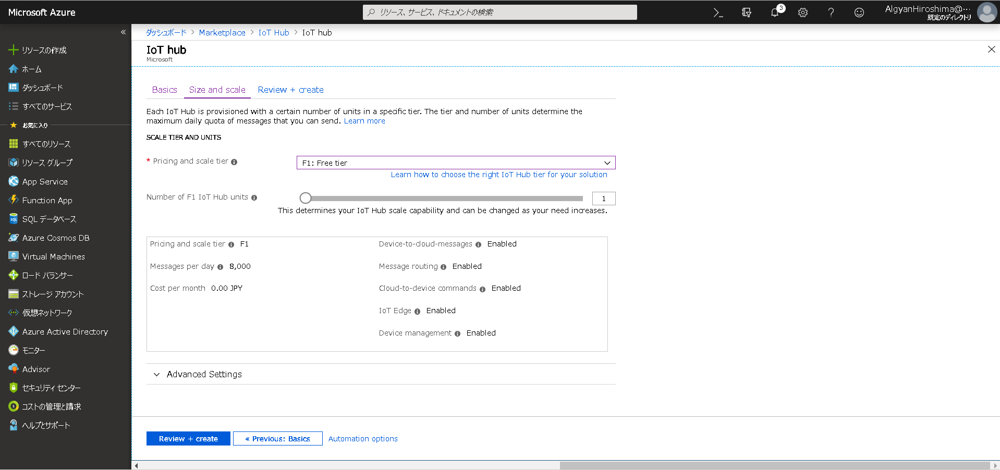 Microsoft Azure
リソース、サービス、ドキュメントの検索
3
AlgyanHiroshima@···
既定のディレクトリ
«
リソースの作成
ホーム
ダッシュボード
すべてのサービス
お気に入り
すべてのリソース
リソース グループ
App Service
Function App
SQL データベース
Azure Cosmos DB
Virtual Machines
ロード バランサー
ストレージ アカウント
仮想ネットワーク
Azure Active Directory
モニター
Advisor
セキュリティ センター
コストの管理と請求
ヘルプとサポート
ダッシュボード > Marketplace > IoT Hub > IoT hub
IoT hub
Microsoft
Basics Size and scale Review + create
Each IoT Hub is provisioned with a certain number of units in a specific tier. The tier and number of units determine the
maximum daily quota of messages that you can send. Learn more
SCALE TIER AND UNITS
* Pricing and scale tier F1: Free tier
Learn how to choose the right IoT Hub tier for your solution
Number of F1 IoT Hub units 1
This determines your IoT Hub scale capability and can be changed as your need increases.
Pricing and scale tier F1
Messages per day 8,000
Cost per month 0.00 JPY
Device-to-cloud-messages Enabled
Message routing Enabled
Cloud-to-device commands Enabled
IoT Edge Enabled
Device management Enabled
Advanced Settings
Review + create « Previous: Basics Automation options